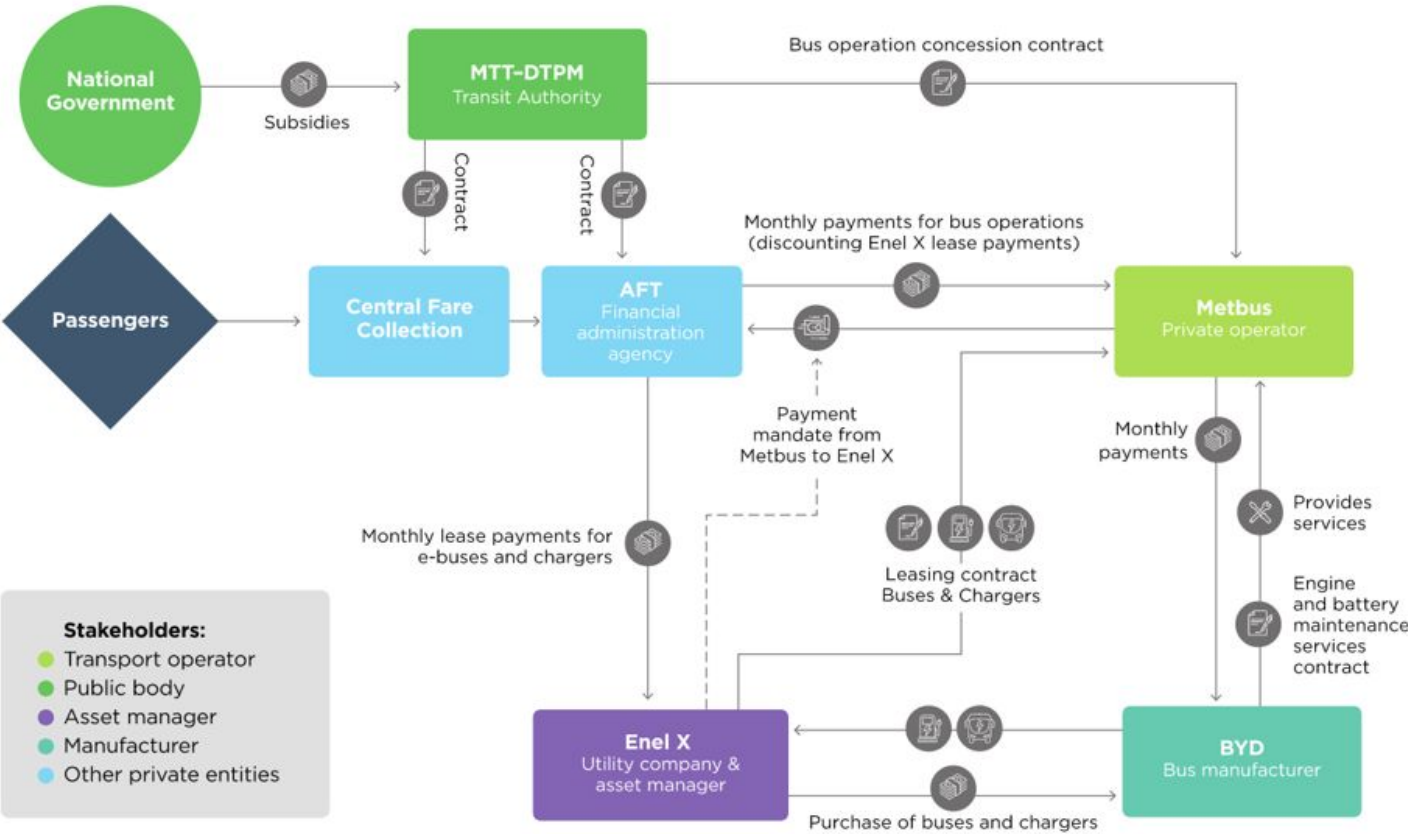 National
Government
Subsidies
MTT–DTPM
Transit Authority
Bus operation concession contract
Contract
Contract
Passengers
Central Fare
Collection
AFT
Financial
administration
agency
Monthly payments for bus operations
(discounting Enel X lease payments)
Metbus
Private operator
Payment
mandate from
Metbus to Enel X
Monthly
payments
Provides
services
Monthly lease payments for
e-buses and chargers
Leasing contract
Buses & Chargers
Engine
and battery
maintenance
services
contract
Stakeholders:
Transport operator
Public body
Asset manager
Manufacturer
Other private entities
Enel X
Utility company &
asset manager
BYD
Bus manufacturer
Purchase of buses and chargers